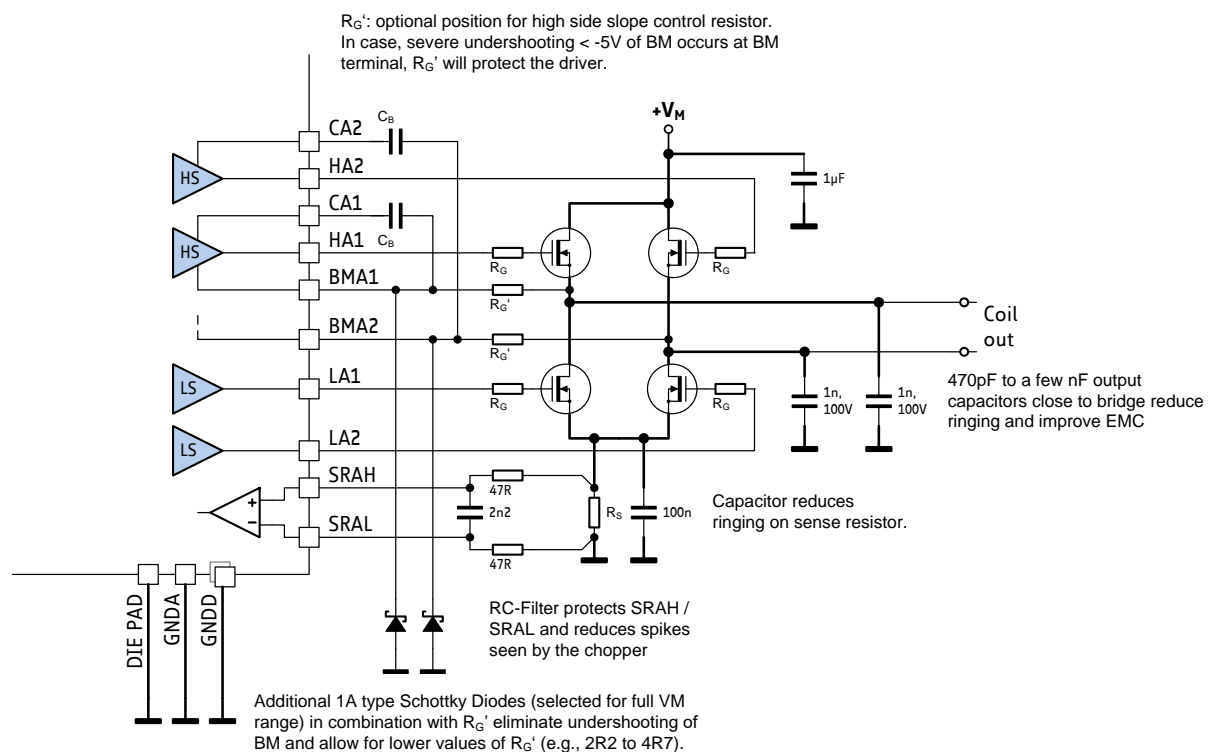 RG‘: optional position for high side slope control resistor.
In case, severe undershooting < -5V of BM occurs at BM
terminal, RG’ will protect the driver.
+VM
CA2
CB
HA2
HS
1µF
CA1
CB
HS
HA1
RG
RG
BMA1
RG‘
Coil
out
BMA2
RG‘
LS
LA1
RG
RG
1n,
100V
1n,
100V
470pF to a few nF output
capacitors close to bridge reduce
ringing and improve EMC
LS
LA2
SRAH
47R
+
−
2n2
RS
100n
Capacitor reduces
ringing on sense resistor.
SRAL
47R
DIE PAD
GNDA
GNDD
RC-Filter protects SRAH /
SRAL and reduces spikes
seen by the chopper
Additional 1A type Schottky Diodes (selected for full VM
range) in combination with RG’ eliminate undershooting of
BM and allow for lower values of RG‘ (e.g., 2R2 to 4R7).